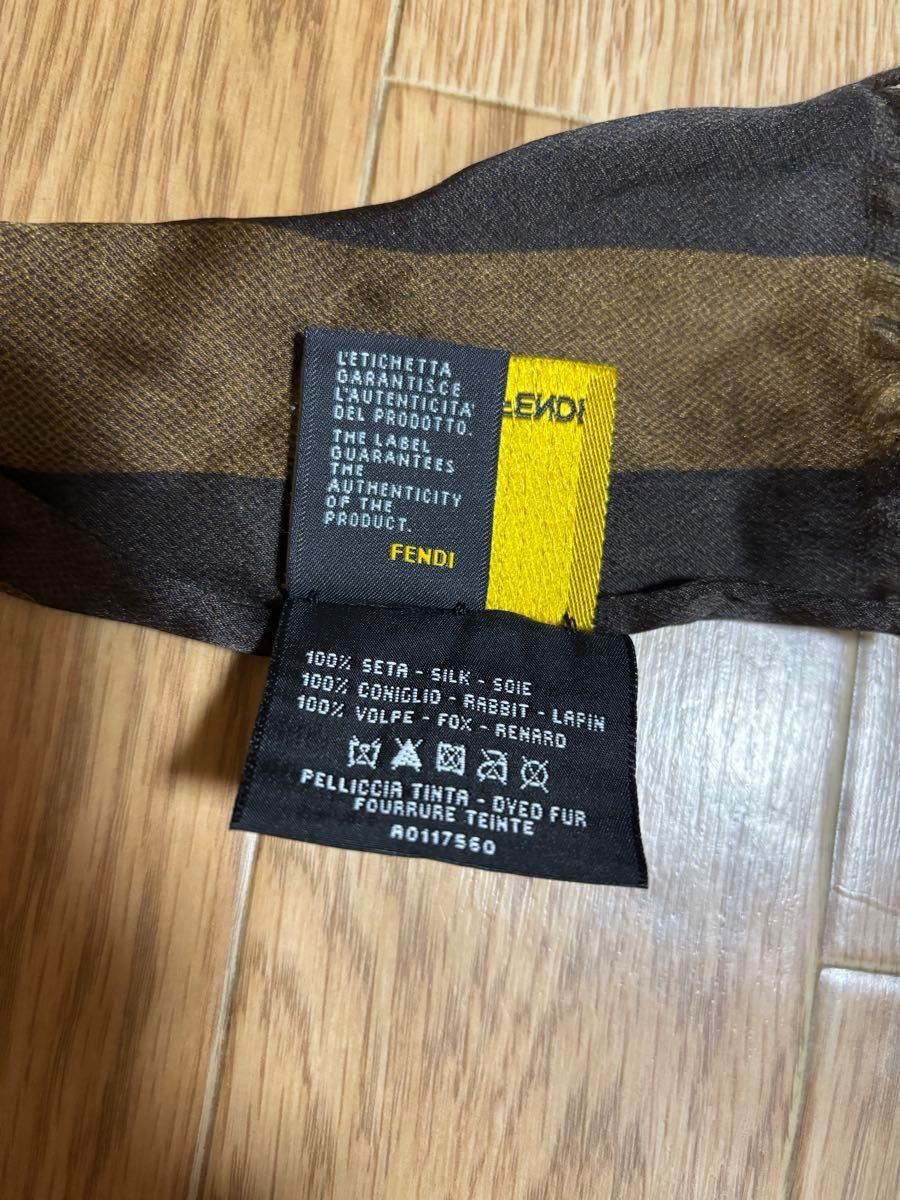 L'ETICHETTA
GARANTISCE
L'AUTENTICITA'
DEL PRODOTTO.
THE LABEL
GUARANTEES
THE
AUTHENTICITY
OF THE
PRODUCT.
FENDI
FENDI
100% SETA - SILK - SOIE
100% CONIGLIO - RABBIT - LAPIN
100% VOLPE - FOX - RENARD
PELLICCIA TINTA - DYED FUR
FOURRURE TEINTE
A0117560